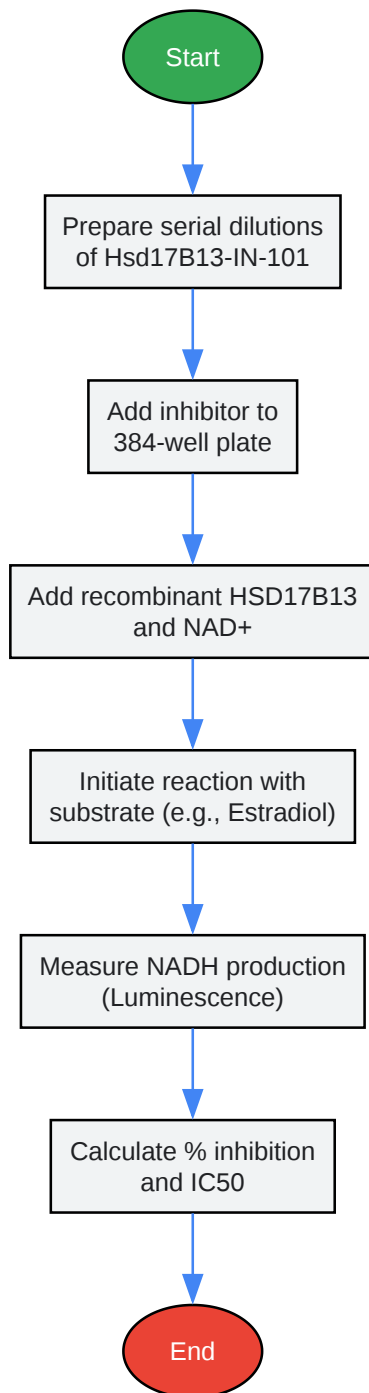 Start
Prepare serial dilutions
of Hsd17B13-IN-101
Add inhibitor to
384-well plate
Add recombinant HSD17B13
and NAD+
Initiate reaction with
substrate (e.g., Estradiol)
Measure NADH production
(Luminescence)
Calculate % inhibition
and IC50
End